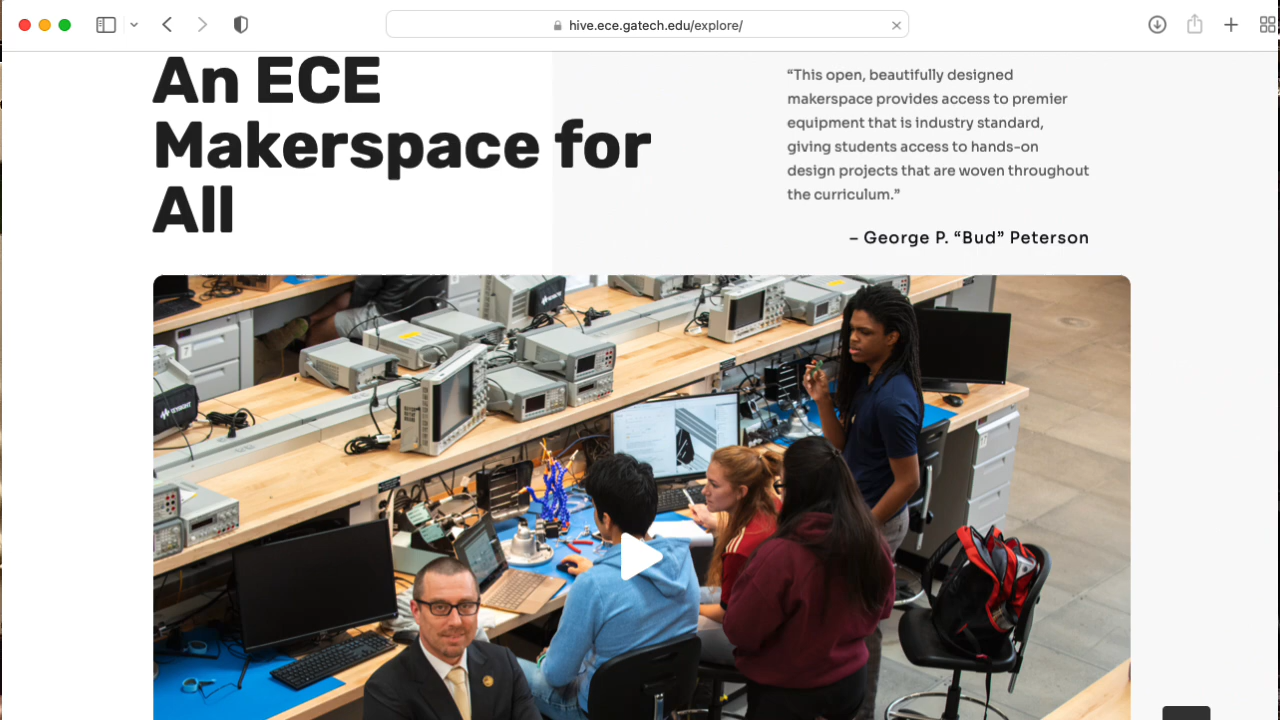 hive.ece.gatech.edu/explore/
An ECE
Makerspace for
All
“This open, beautifully designed
makerspace provides access to premier
equipment that is industry standard,
giving students access to hands-on
design projects that are woven throughout
the curriculum.”
– George P. “Bud” Peterson
KEYSIGHT